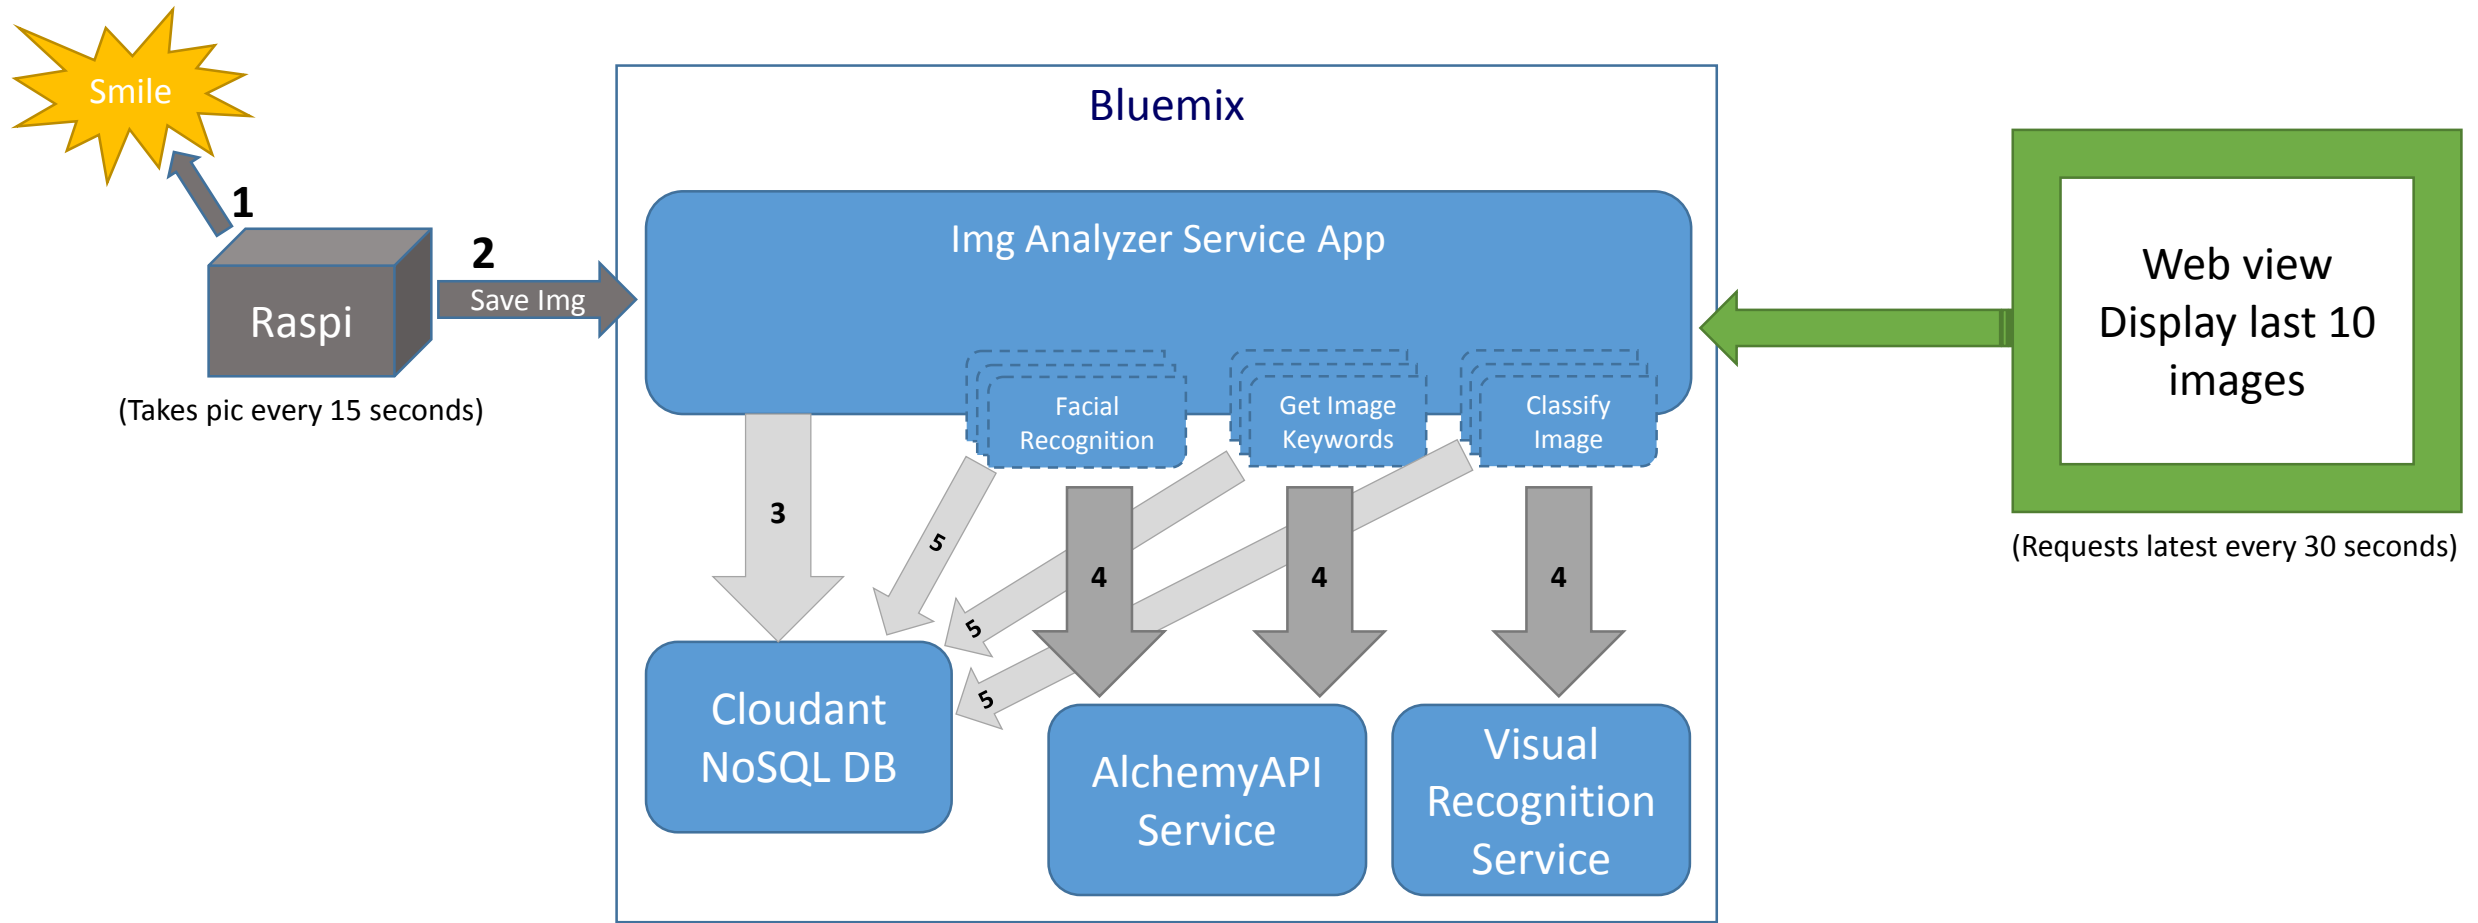 Smile
1
Raspi
(Takes pic every 15 seconds)
2
Save Img
Bluemix
Img Analyzer Service App
Facial
Recognition
Get Image
Keywords
Classify
Image
3
5
5
5
4
4
4
Cloudant
NoSQL DB
AlchemyAPI
Service
Visual
Recognition
Service
Web view
Display last 10
images
(Requests latest every 30 seconds)